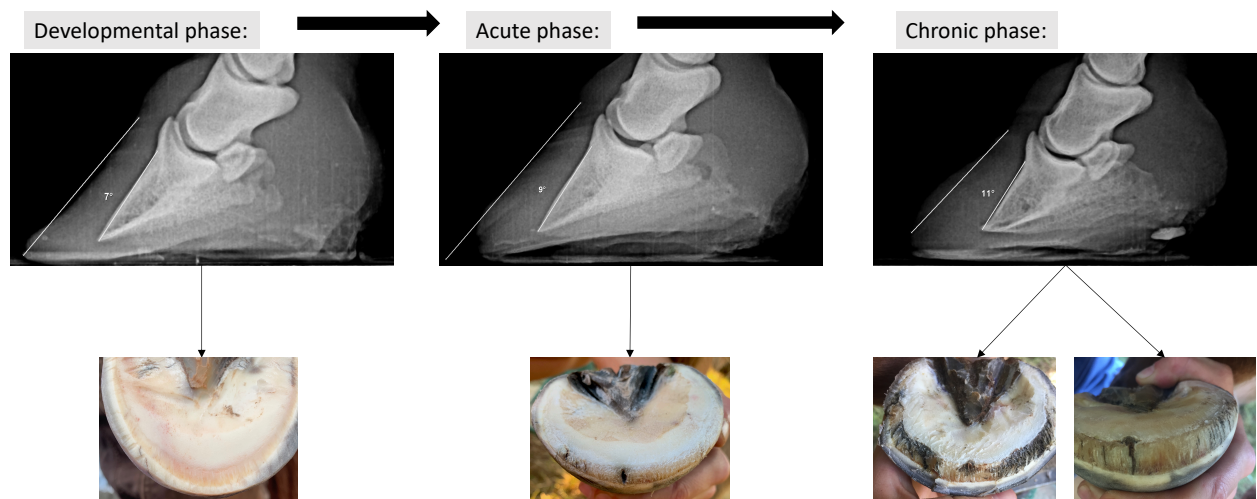 Developmental phase:
Acute phase:
Chronic phase:
7°
9°
11°